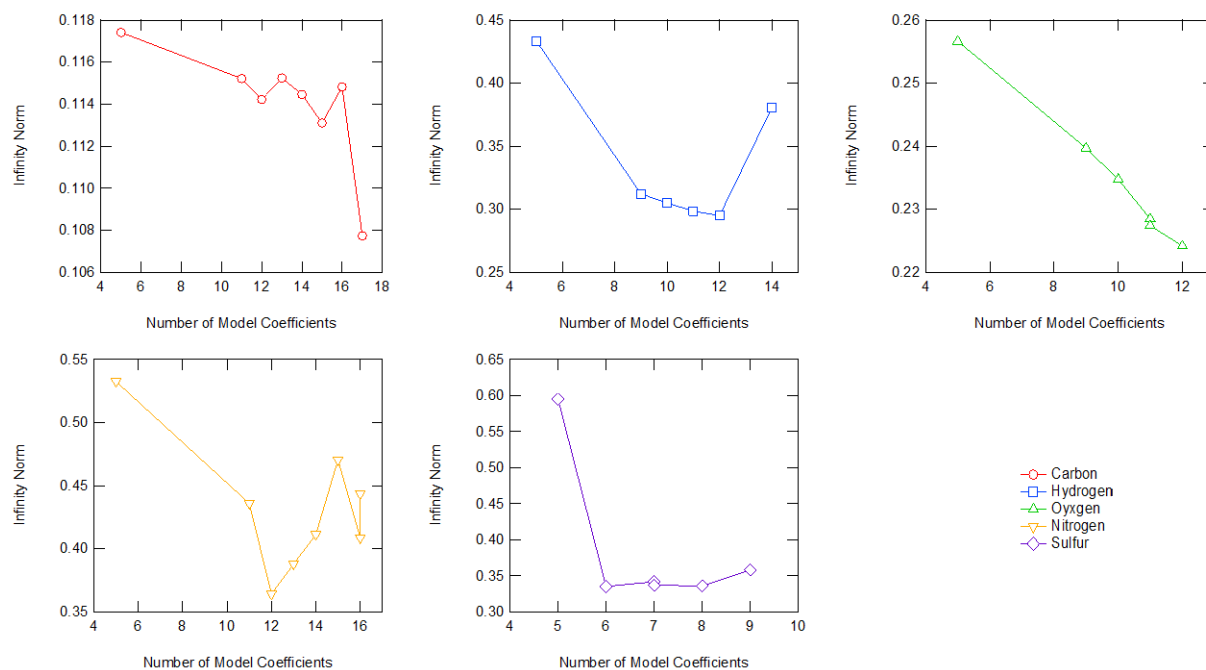 0.118
0.116
0.114
0.112
0.110
0.108
0.106
Infinity Norm
4 6 8 10 12 14 16 18
Number of Model Coefficients
0.45
0.40
0.35
0.30
0.25
Infinity Norm
4 6 8 10 12 14
Number of Model Coefficients
0.26
0.25
0.24
0.23
0.22
Infinity Norm
4 6 8 10 12
Number of Model Coefficients
0.55
0.50
0.45
0.40
0.35
Infinity Norm
4 6 8 10 12 14 16
Number of Model Coefficients
0.65
0.60
0.55
0.50
0.45
0.40
0.35
0.30
Infinity Norm
4 5 6 7 8 9 10
Number of Model Coefficients
Carbon
Hydrogen
Oyxgen
Nitrogen
Sulfur